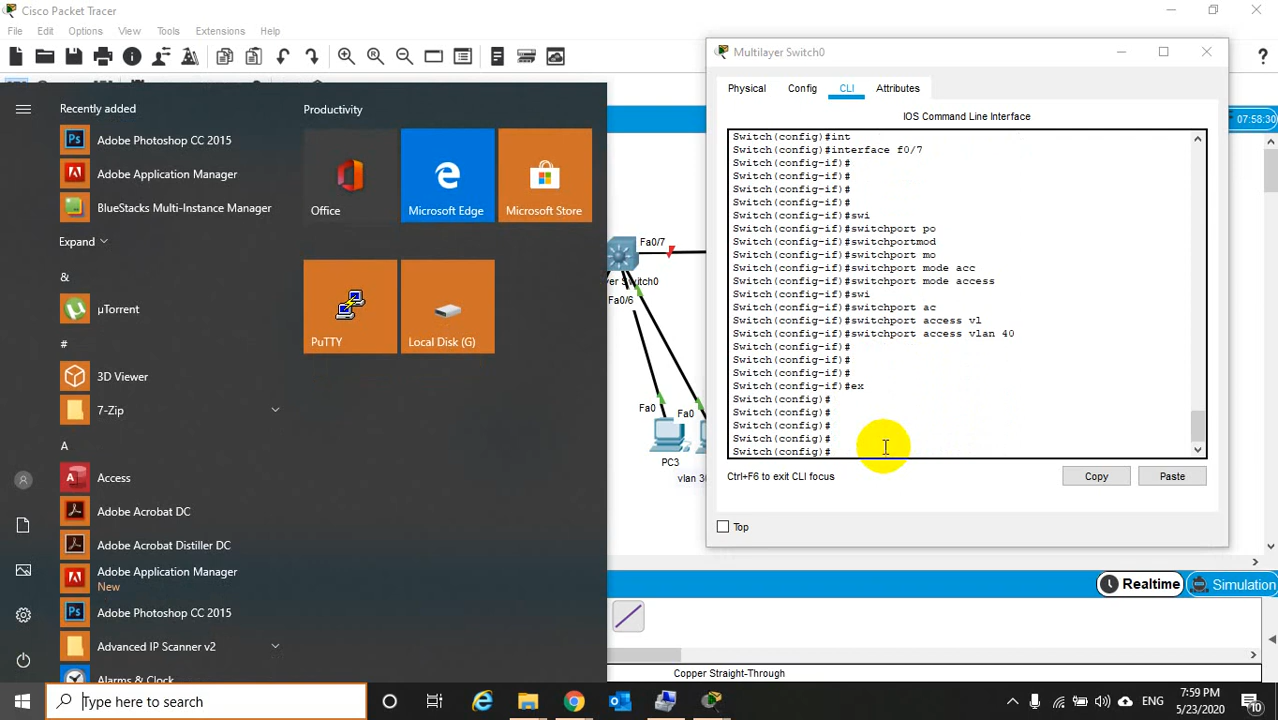 Cisco Packet Tracer
File Edit Options View Tools Extensions Help
Recently added
Adobe Photoshop CC 2015
Adobe Application Manager
BlueStacks Multi-Instance Manager
Expand
&
µTorrent
#
3D Viewer
7-Zip
A
Access
Adobe Acrobat DC
Adobe Acrobat Distiller DC
Adobe Application Manager
New
Adobe Photoshop CC 2015
Advanced IP Scanner v2
Alarms & Clock
Productivity
Office
Microsoft Edge
Microsoft Store
PuTTY
Local Disk (G)
Fa0/7
yer Switch0
Fa0/6
Fa0
Fa0
PC3
vlan 30
Multilayer Switch0
Physical Config CLI Attributes
IOS Command Line Interface
Switch(config)#int
Switch(config)#interface f0/7
Switch(config-if)#
Switch(config-if)#
Switch(config-if)#
Switch(config-if)#
Switch(config-if)#swi
Switch(config-if)#switchport po
Switch(config-if)#switchportmod
Switch(config-if)#switchport mo
Switch(config-if)#switchport mode acc
Switch(config-if)#switchport mode access
Switch(config-if)#swi
Switch(config-if)#switchport ac
Switch(config-if)#switchport access vl
Switch(config-if)#switchport access vlan 40
Switch(config-if)#
Switch(config-if)#
Switch(config-if)#
Switch(config-if)#ex
Switch(config)#
Switch(config)#
Switch(config)#
Switch(config)#
Switch(config)#
Ctrl+F6 to exit CLI focus
Copy
Paste
Top
07:58:30
Realtime
Simulation
Copper Straight-Through
Type here to search
ENG
7:59 PM
5/23/2020
10